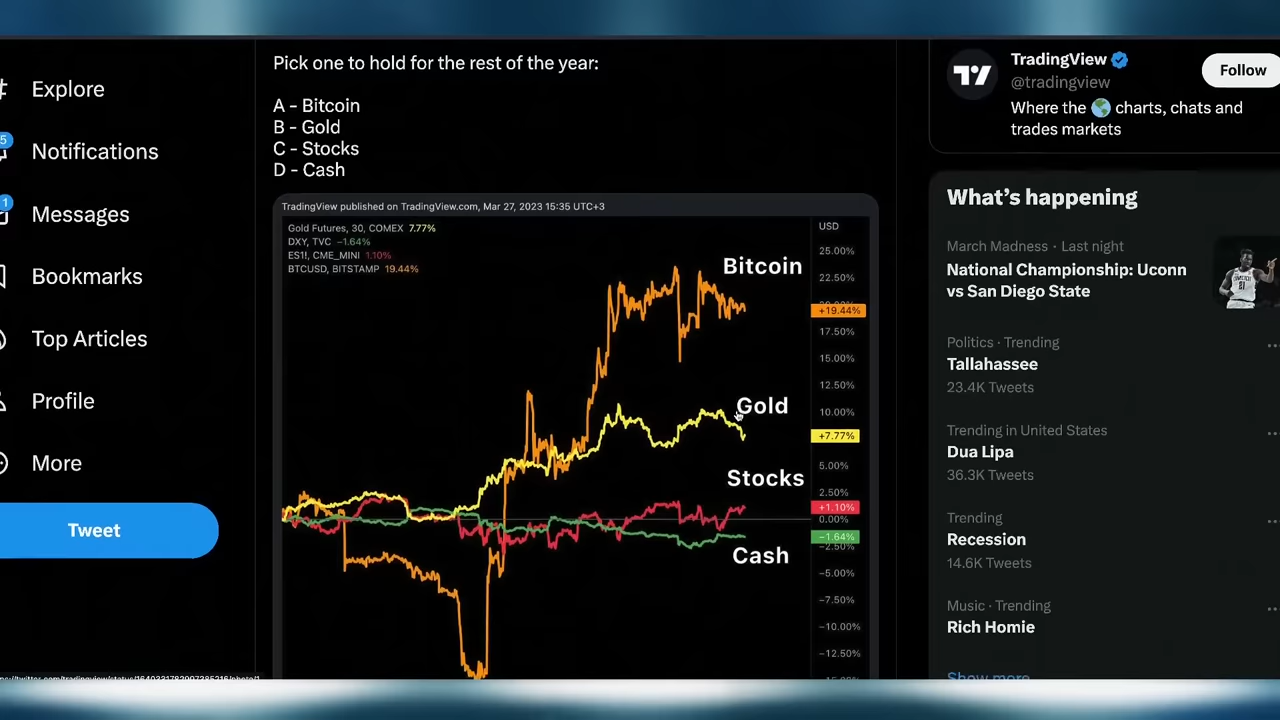 Explore
5
Notifications
1
Messages
Bookmarks
Top Articles
Profile
More
Tweet
Pick one to hold for the rest of the year:
A - Bitcoin
B - Gold
C - Stocks
D - Cash
TradingView published on TradingView.com, Mar 27, 2023 15:35 UTC+3
Gold Futures, 30, COMEX 7.77%
DXY, TVC −1.64%
ES1!, CME_MINI 1.10%
BTCUSD, BITSTAMP 19.44%
Bitcoin
Gold
Stocks
Cash
USD
25.00%
22.50%
+19.44%
17.50%
15.00%
12.50%
10.00%
+7.77%
5.00%
2.50%
+1.10%
0.00%
−1.64%
−2.50%
−5.00%
−7.50%
−10.00%
−12.50%
TradingView
@tradingview
Follow
Where the 🌎 charts, chats and
trades markets
What's happening
March Madness · Last night
National Championship: Uconn
vs San Diego State
Politics · Trending
Tallahassee
23.4K Tweets
Trending in United States
Dua Lipa
36.3K Tweets
Trending
Recession
14.6K Tweets
Music · Trending
Rich Homie
Show more